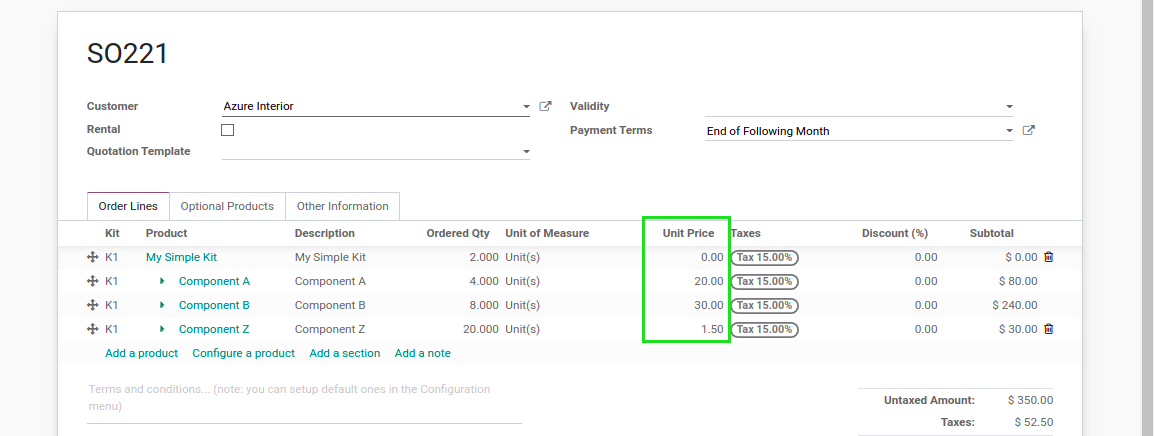 SO221
Customer Azure Interior Validity
Rental Payment Terms End of Following Month
Quotation Template
Order Lines Optional Products Other Information
Kit Product Description Ordered Qty Unit of Measure Unit Price Taxes Discount (%) Subtotal
K1 My Simple Kit My Simple Kit 2.000 Unit(s) 0.00 Tax 15.00% 0.00 $ 0.00
K1 Component A Component A 4.000 Unit(s) 20.00 Tax 15.00% 0.00 $ 80.00
K1 Component B Component B 8.000 Unit(s) 30.00 Tax 15.00% 0.00 $ 240.00
K1 Component Z Component Z 20.000 Unit(s) 1.50 Tax 15.00% 0.00 $ 30.00
Add a product Configure a product Add a section Add a note
Terms and conditions... (note: you can setup default ones in the Configuration
menu)
Untaxed Amount: $ 350.00
Taxes: $ 52.50